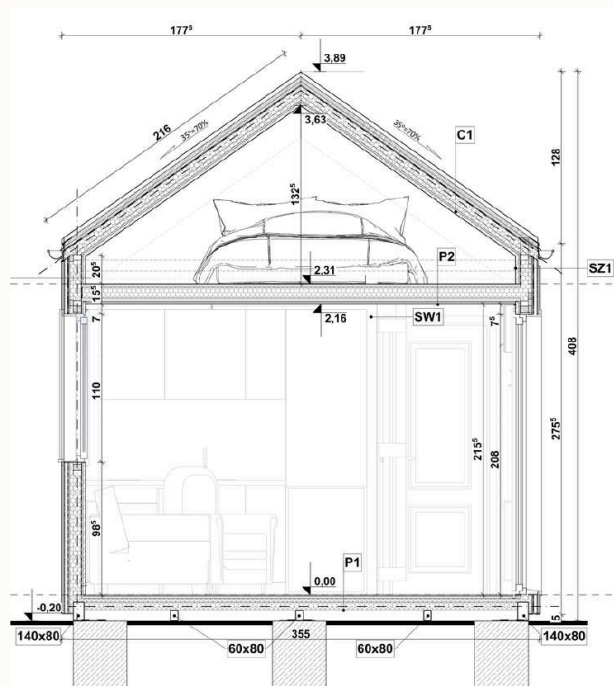 177⁵ 177⁵
3,89
216
35°=70%
35°=70%
3,63
C1
128
132⁵
P2
20⁵
2.31
SZ1
15⁵
7
2,16
SW1
7⁵
408
110
275⁵
215⁵
208
98⁵
P1
-0,20
0,00
5
140x80
60x80
355
60x80
140x80